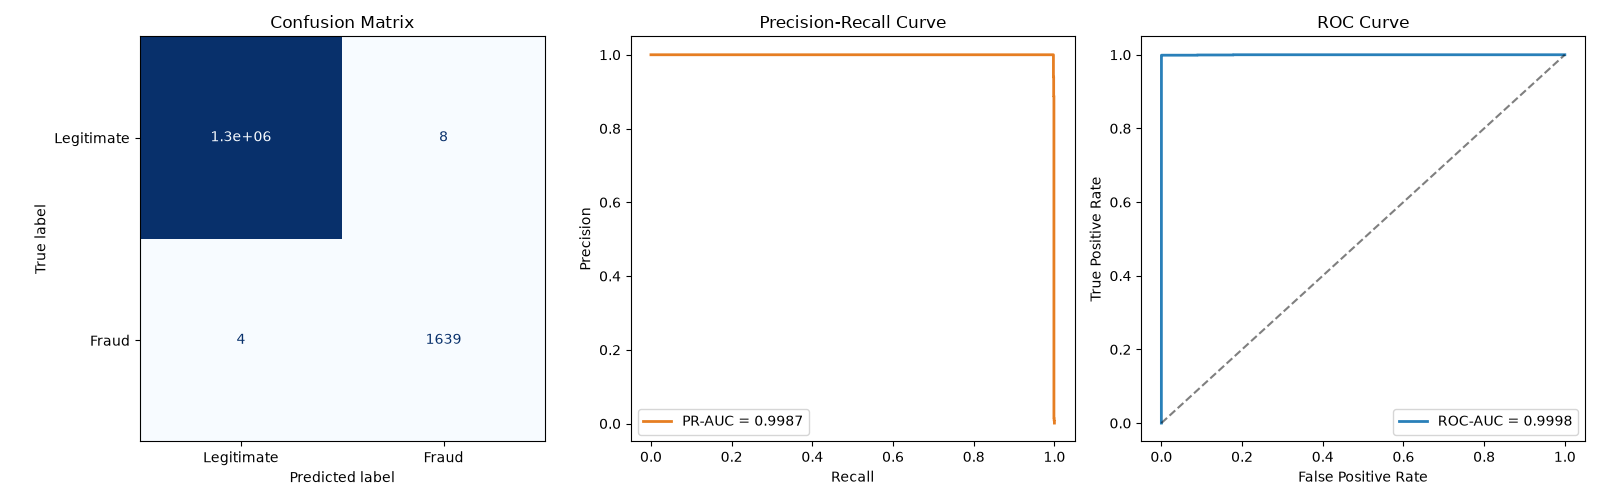 Confusion Matrix
Legitimate
Fraud
True label
1.3e+06
8
4
1639
Legitimate
Fraud
Predicted label
Precision-Recall Curve
1.0
0.8
0.6
0.4
0.2
0.0
Precision
PR-AUC = 0.9987
0.0
0.2
0.4
0.6
0.8
1.0
Recall
ROC Curve
1.0
0.8
0.6
0.4
0.2
0.0
True Positive Rate
ROC-AUC = 0.9998
0.0
0.2
0.4
0.6
0.8
1.0
False Positive Rate